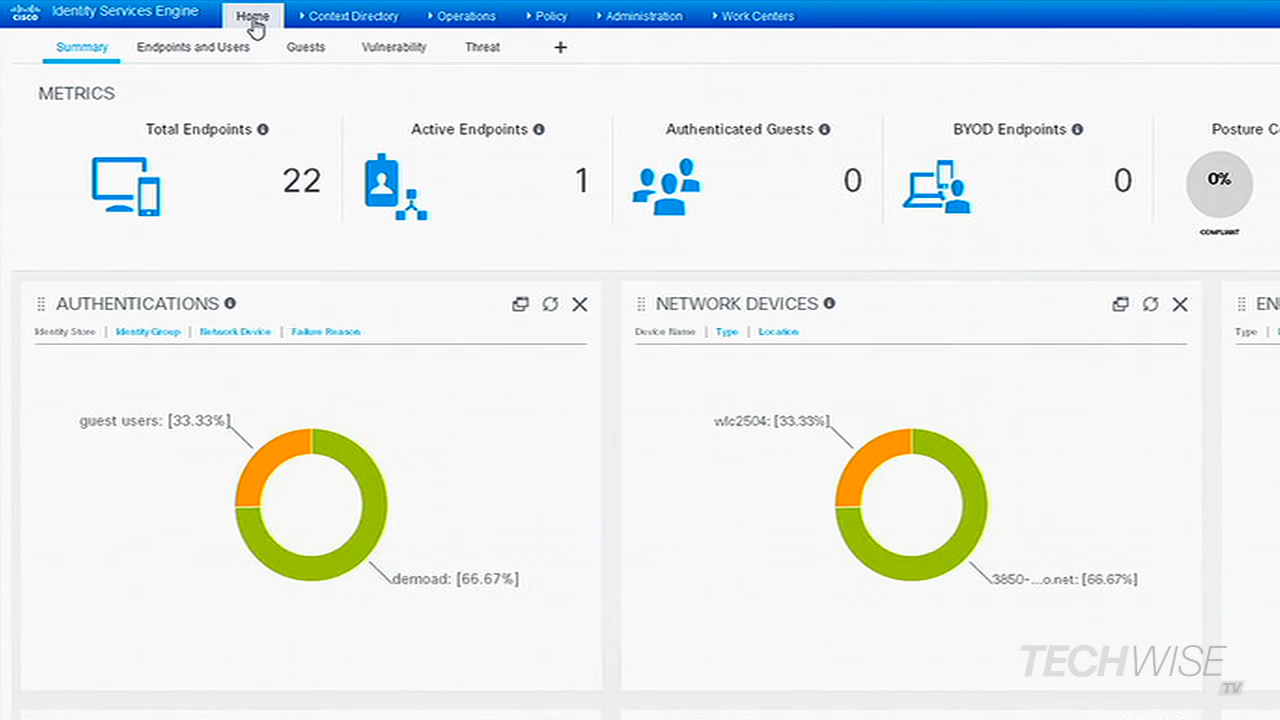 CISCO Identity Services Engine Home Context Directory Operations Policy Administration Work Centers
Summary Endpoints and Users Guests Vulnerability Threat +
METRICS
Total Endpoints
22
Active Endpoints
1
Authenticated Guests
0
BYOD Endpoints
0
Posture C
0%
COMPLIANT
AUTHENTICATIONS
Identity Store | Identity Group | Network Device | Failure Reason
guest users: [33.33%]
demoad: [66.67%]
NETWORK DEVICES
Device Name | Type | Location
wlc2504: [33.33%]
3850-...o.net: [66.67%]
EN
Type |
TECHWISE
TV